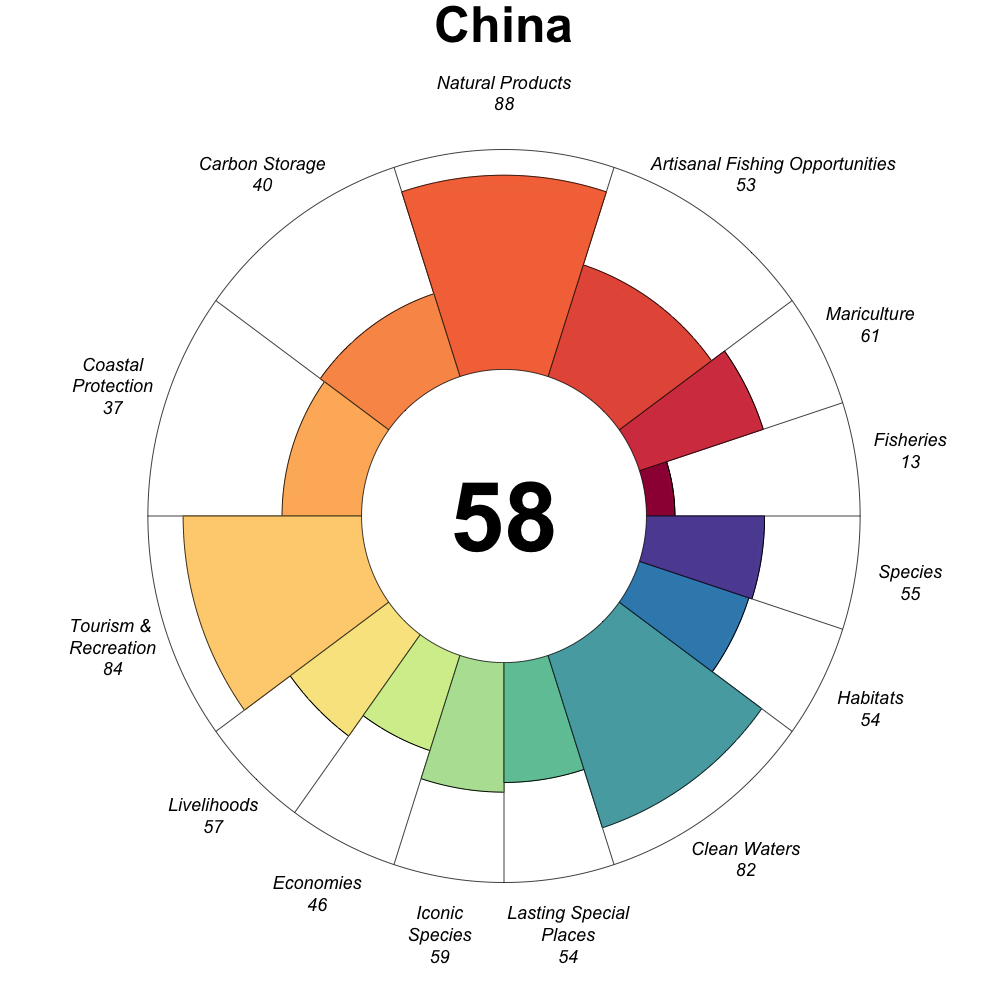 China
Natural Products
88
Carbon Storage
40
Artisanal Fishing Opportunities
53
Mariculture
61
Coastal
Protection
37
Fisheries
13
58
Species
55
Tourism &
Recreation
84
Habitats
54
Livelihoods
57
Clean Waters
82
Economies
46
Iconic
Species
59
Lasting Special
Places
54